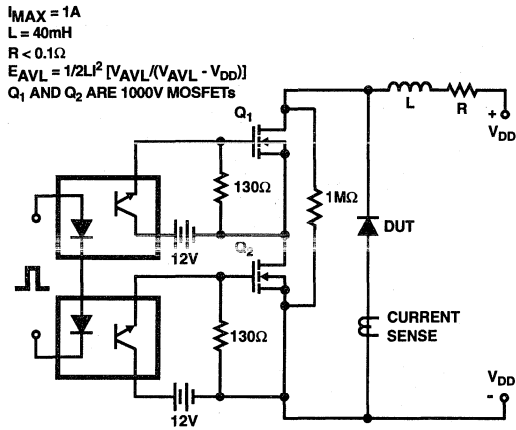 IMAX = 1A
L = 40mH
R < 0.1Ω
EAVL = 1/2LI² [VAVL/(VAVL - VDD)]
Q1 AND Q2 ARE 1000V MOSFETs
Q1
L
R
+
VDD
130Ω
1MΩ
DUT
12V
Q2
130Ω
CURRENT
SENSE
VDD
-
12V